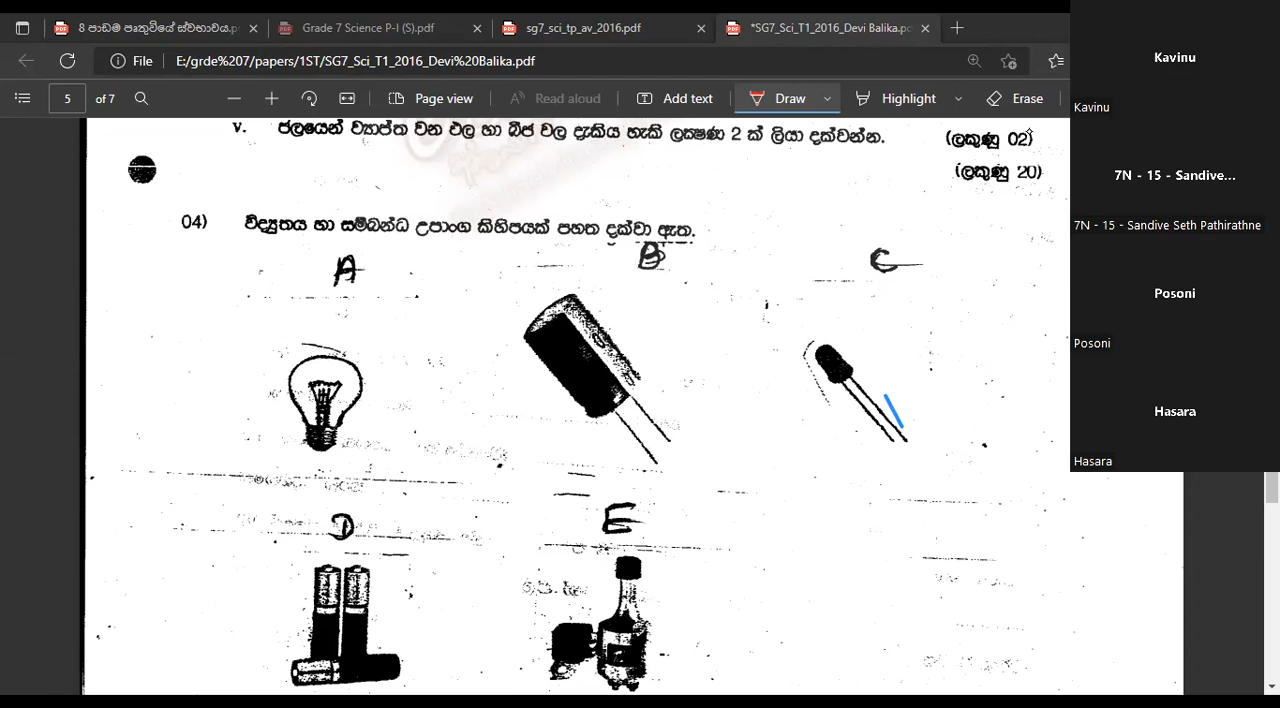 8 පාඩම පෘතුවියේ ස්වභාවය.p
Grade 7 Science P-I (S).pdf
sg7_sci_tp_av_2016.pdf
*SG7_Sci_T1_2016_Devi Balika.pdf
File
E:/grde%207/papers/1ST/SG7_Sci_T1_2016_Devi%20Balika.pdf
5 of 7
Page view
Read aloud
Add text
Draw
Highlight
Erase
v. ජලයෙන් ව්‍යාප්ත වන ඵල හා බීජ වල දැකිය හැකි ලක්ෂණ 2 ක් ලියා දක්වන්න. (ලකුණු 02)
(ලකුණු 20)
04) විද්‍යුතය හා සම්බන්ධ උපාංග කිහිපයක් පහත දක්වා ඇත.
A B C
D E
Kavinu
Kavinu
7N - 15 - Sandive...
7N - 15 - Sandive Seth Pathirathne
Posoni
Posoni
Hasara
Hasara